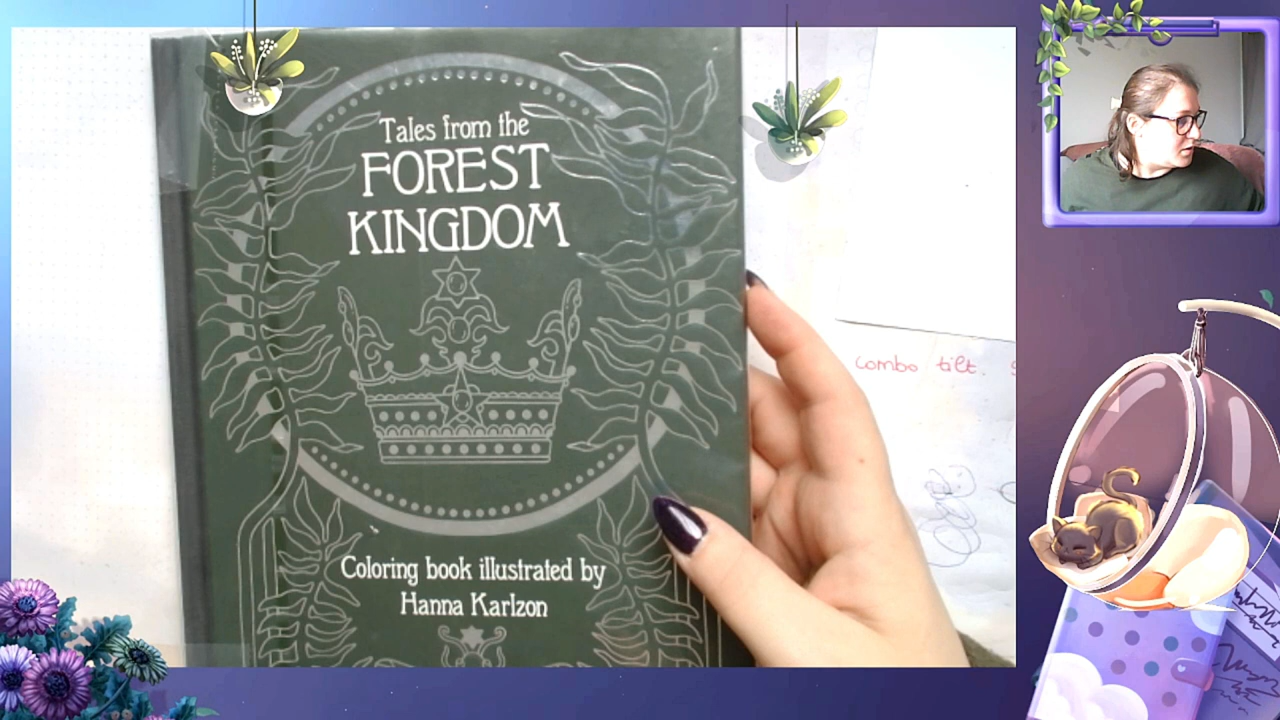 Tales from the
FOREST
KINGDOM
combo tilt.
Coloring book illustrated by
Hanna Karlzon